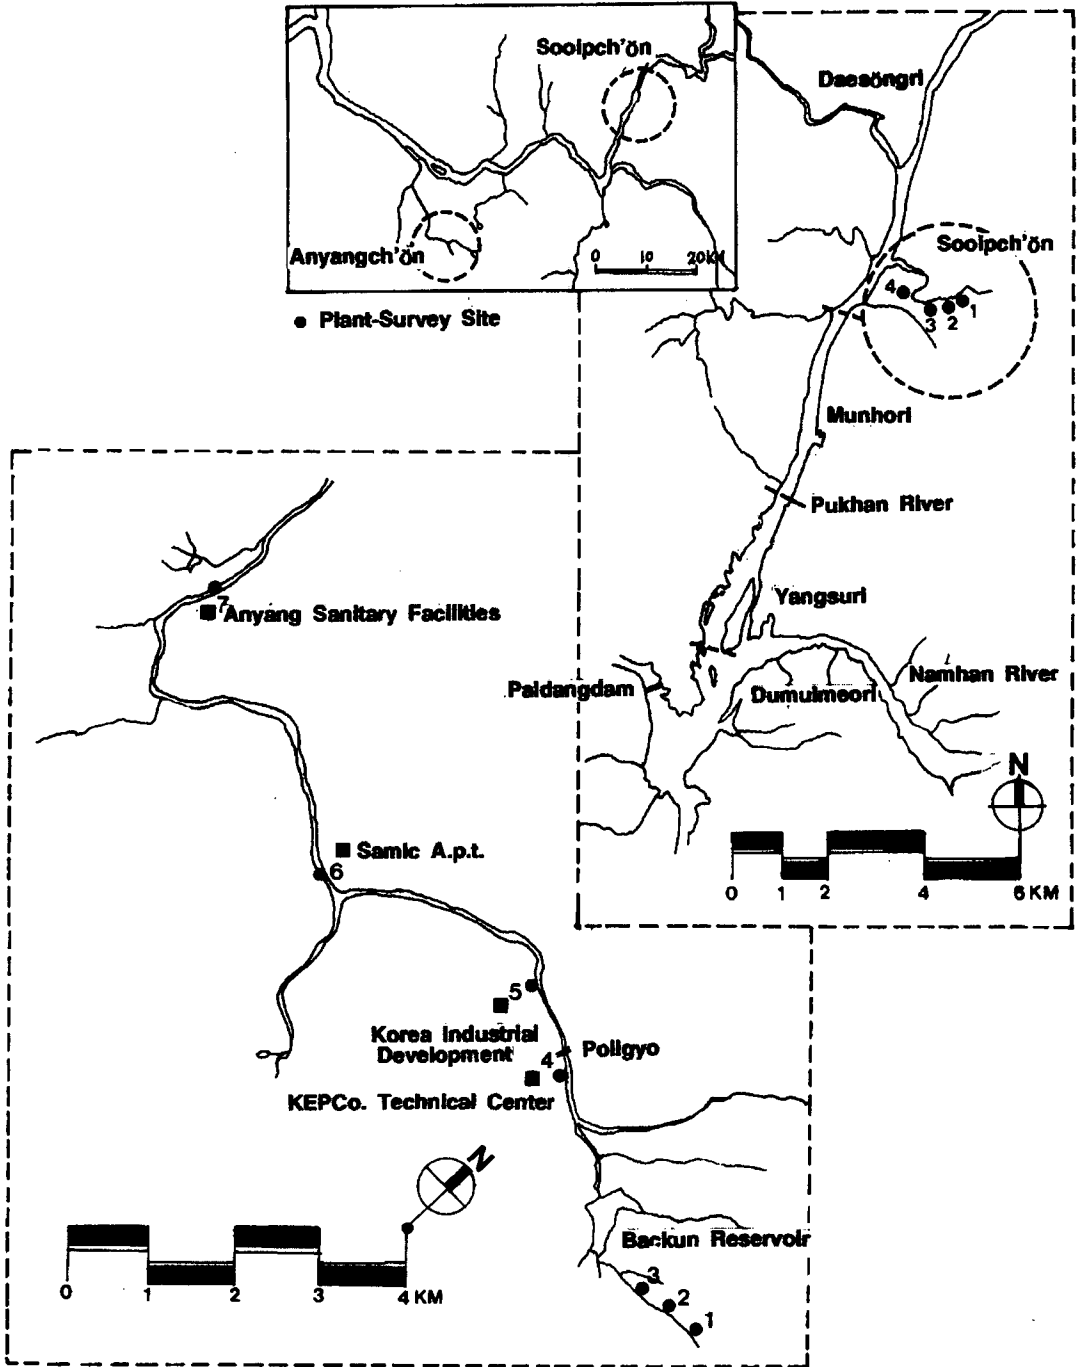 Sooipch'ŏn
Anyangch'ŏn
0 10 20KM
Plant-Survey Site
Daesŏngri
Sooipch'ŏn
4
3 2 1
Munhori
Pukhan River
Yangsuri
Paldangdam
Dumulmeori
Namhan River
N
0 1 2 4 6 KM
7
Anyang Sanitary Facilities
Samic A.p.t.
6
5
Korea Industrial
Development
4
Poilgyo
KEPCo. Technical Center
N
0 1 2 3 4 KM
Backun Reservoir
3
2
1